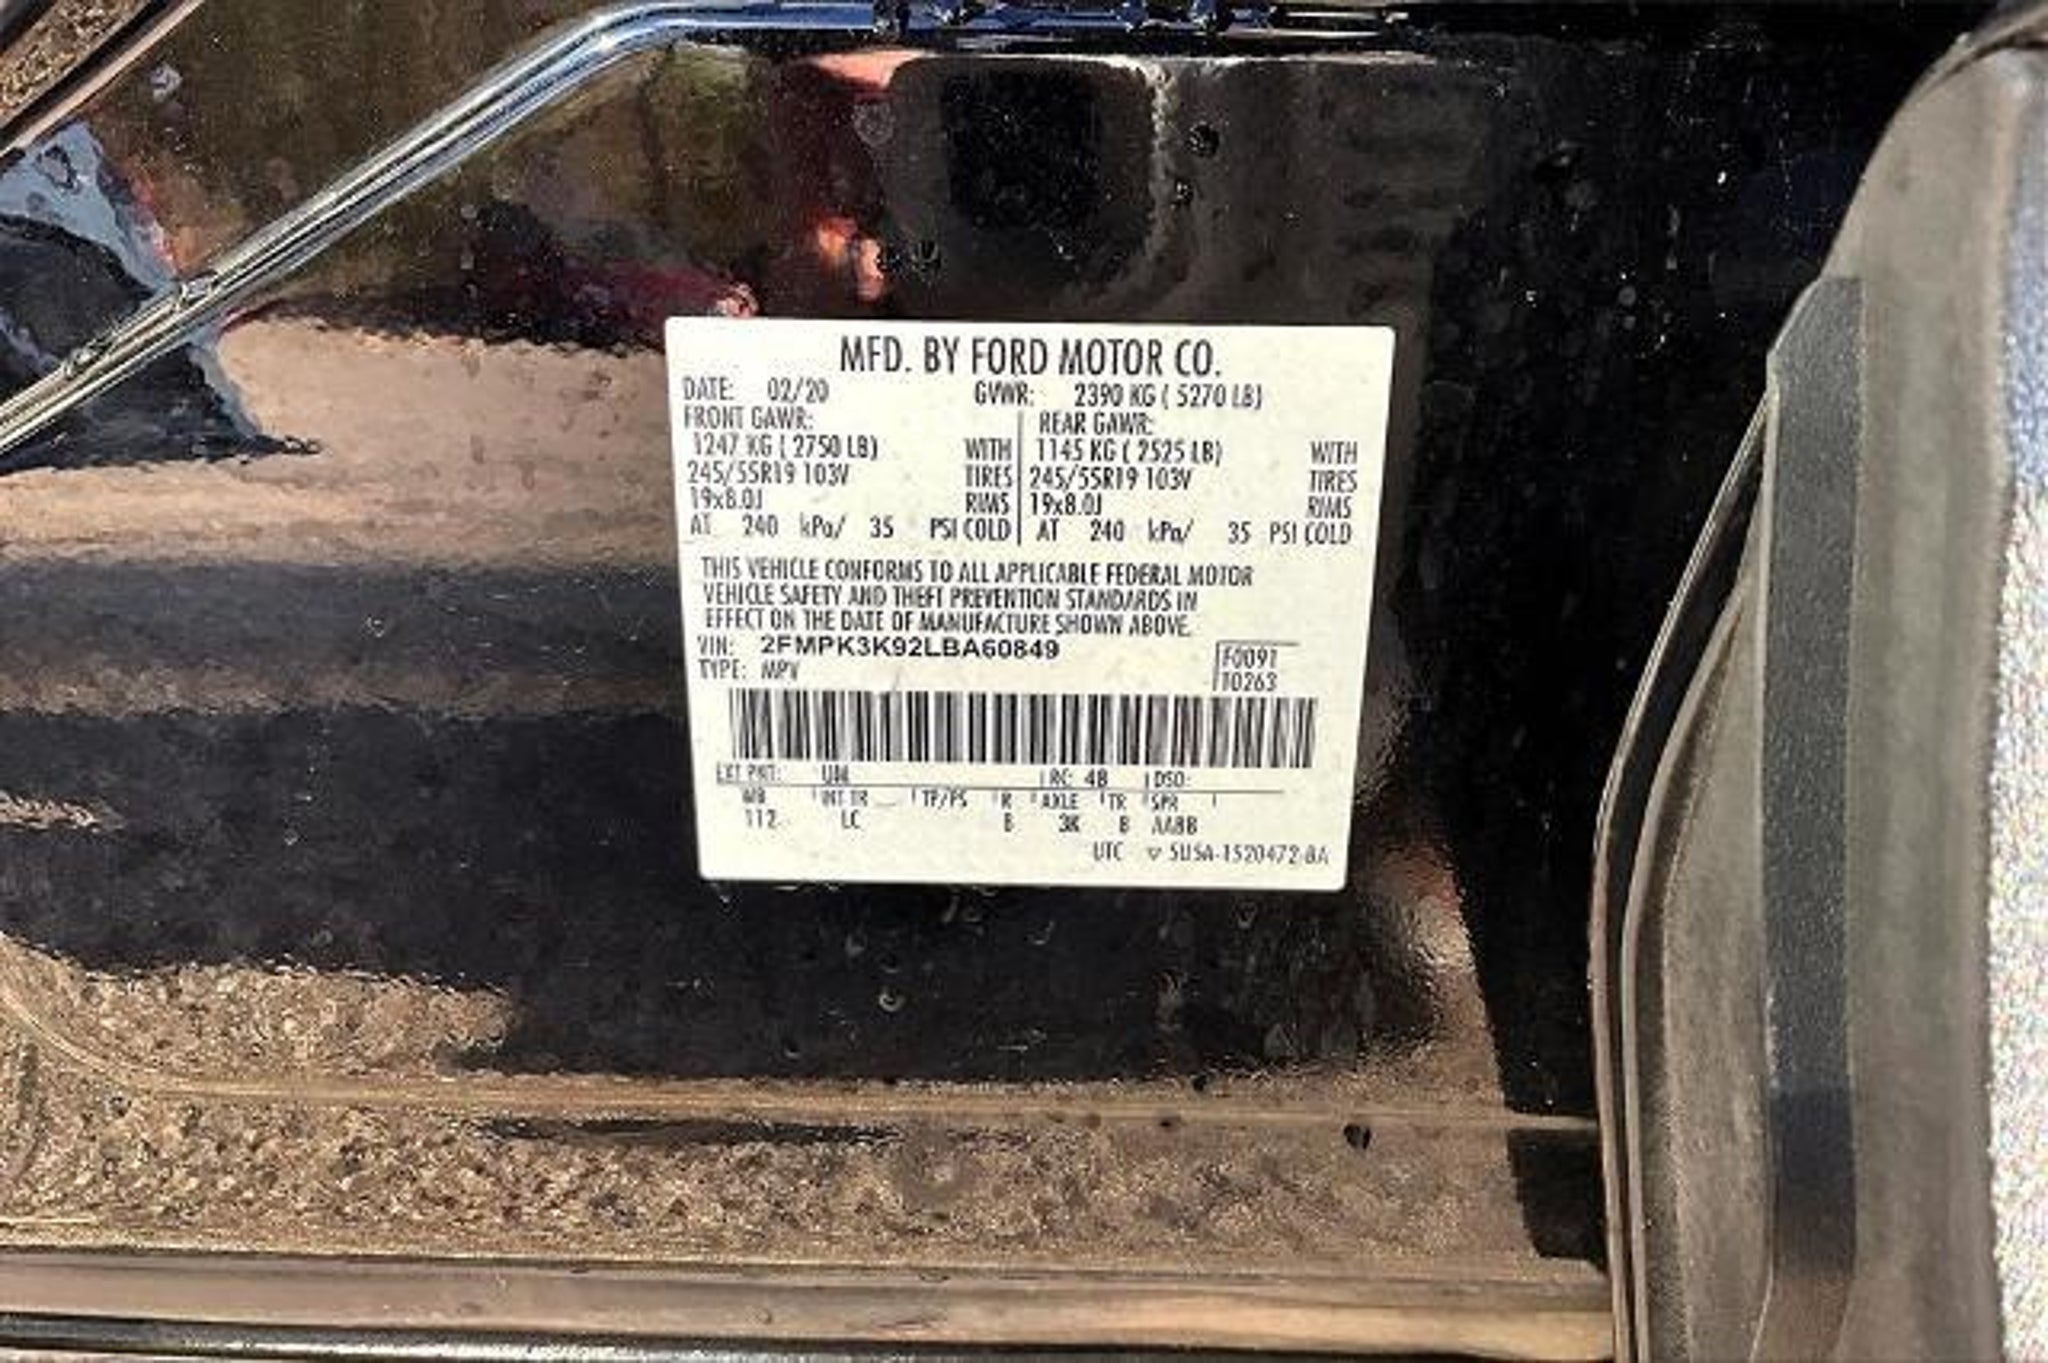 MFD. BY FORD MOTOR CO.
DATE: 02/20 GVWR: 2390 KG ( 5270 LB)
FRONT GAWR: REAR GAWR:
1247 KG ( 2750 LB) WITH 1145 KG ( 2525 LB) WITH
245/55R19 103V TIRES 245/55R19 103V TIRES
19x8.0J RIMS 19x8.0J RIMS
AT 240 kPa/ 35 PSI COLD AT 240 kPa/ 35 PSI COLD
THIS VEHICLE CONFORMS TO ALL APPLICABLE FEDERAL MOTOR
VEHICLE SAFETY AND THEFT PREVENTION STANDARDS IN
EFFECT ON THE DATE OF MANUFACTURE SHOWN ABOVE.
VIN: 2FMPK3K92LBA60849
F0091
TYPE: MPV T0263
EXT PNT: RC: 48 DSO:
WB INT TR TP/PS R AXLE TR SPR
112 LC B 3K B AABB
UTC ▽ 5U5A-1520472-BA